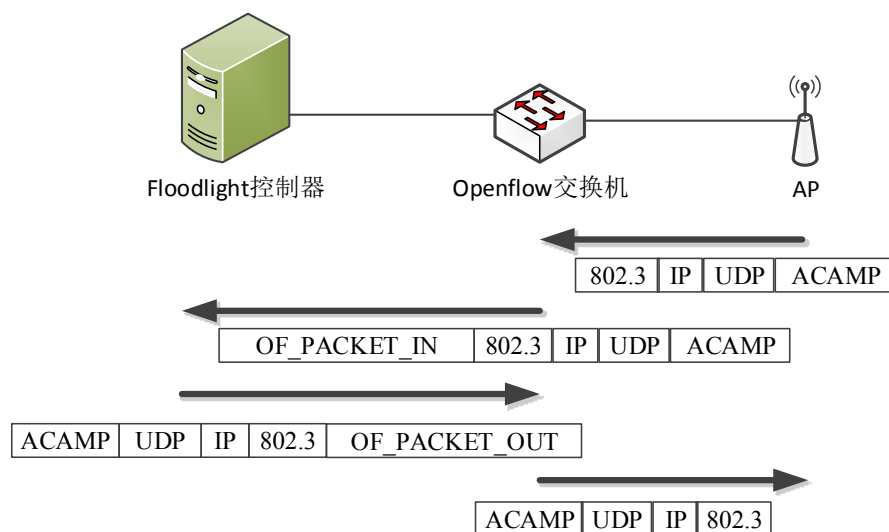 Floodlight控制器 Openflow交换机 AP
802.3 IP UDP ACAMP
OF_PACKET_IN 802.3 IP UDP ACAMP
ACAMP UDP IP 802.3 OF_PACKET_OUT
ACAMP UDP IP 802.3